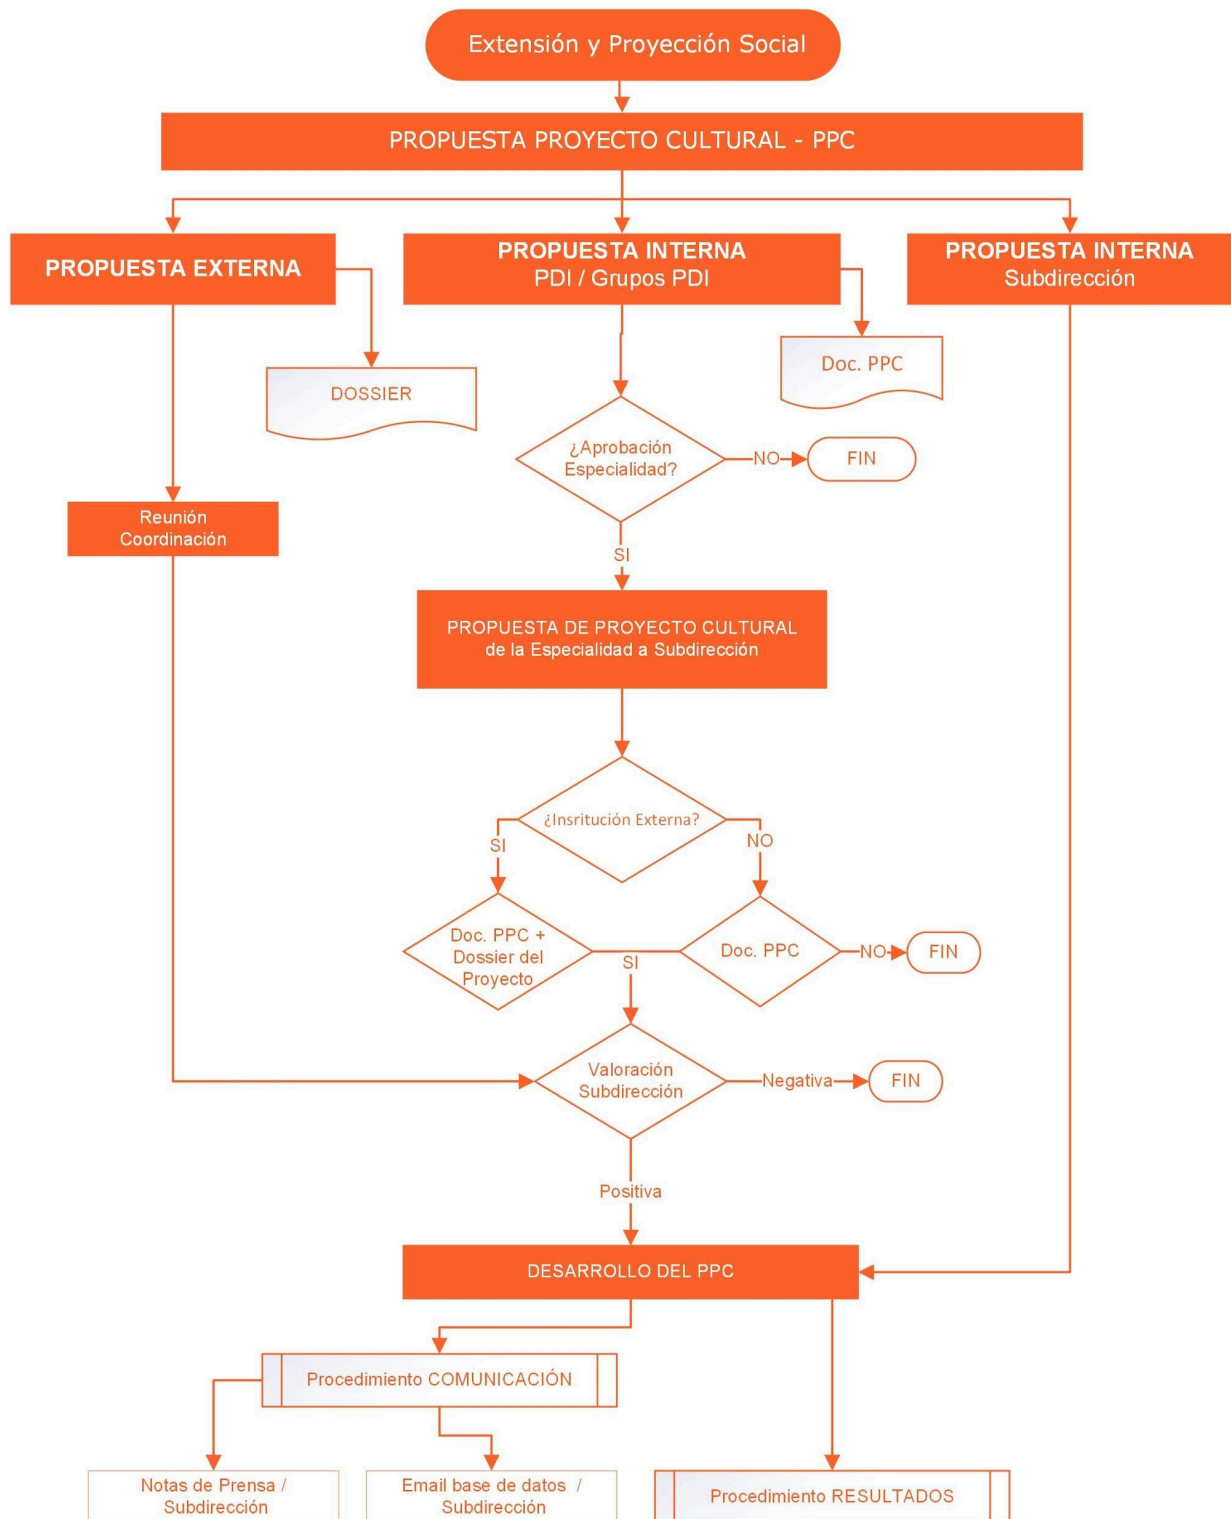 Extensión y Proyección Social
PROPUESTA PROYECTO CULTURAL - PPC
PROPUESTA EXTERNA
PROPUESTA INTERNA
PDI / Grupos PDI
PROPUESTA INTERNA
Subdirección
DOSSIER
Doc. PPC
¿Aprobación
Especialidad?
NO
FIN
Reunión
Coordinación
SI
PROPUESTA DE PROYECTO CULTURAL
de la Especialidad a Subdirección
¿Insritución Externa?
SI
NO
Doc. PPC +
Dossier del
Proyecto
SI
Doc. PPC
NO
FIN
Valoración
Subdirección
Negativa
FIN
Positiva
DESARROLLO DEL PPC
Procedimiento COMUNICACIÓN
Notas de Prensa /
Subdirección
Email base de datos /
Subdirección
Procedimiento RESULTADOS